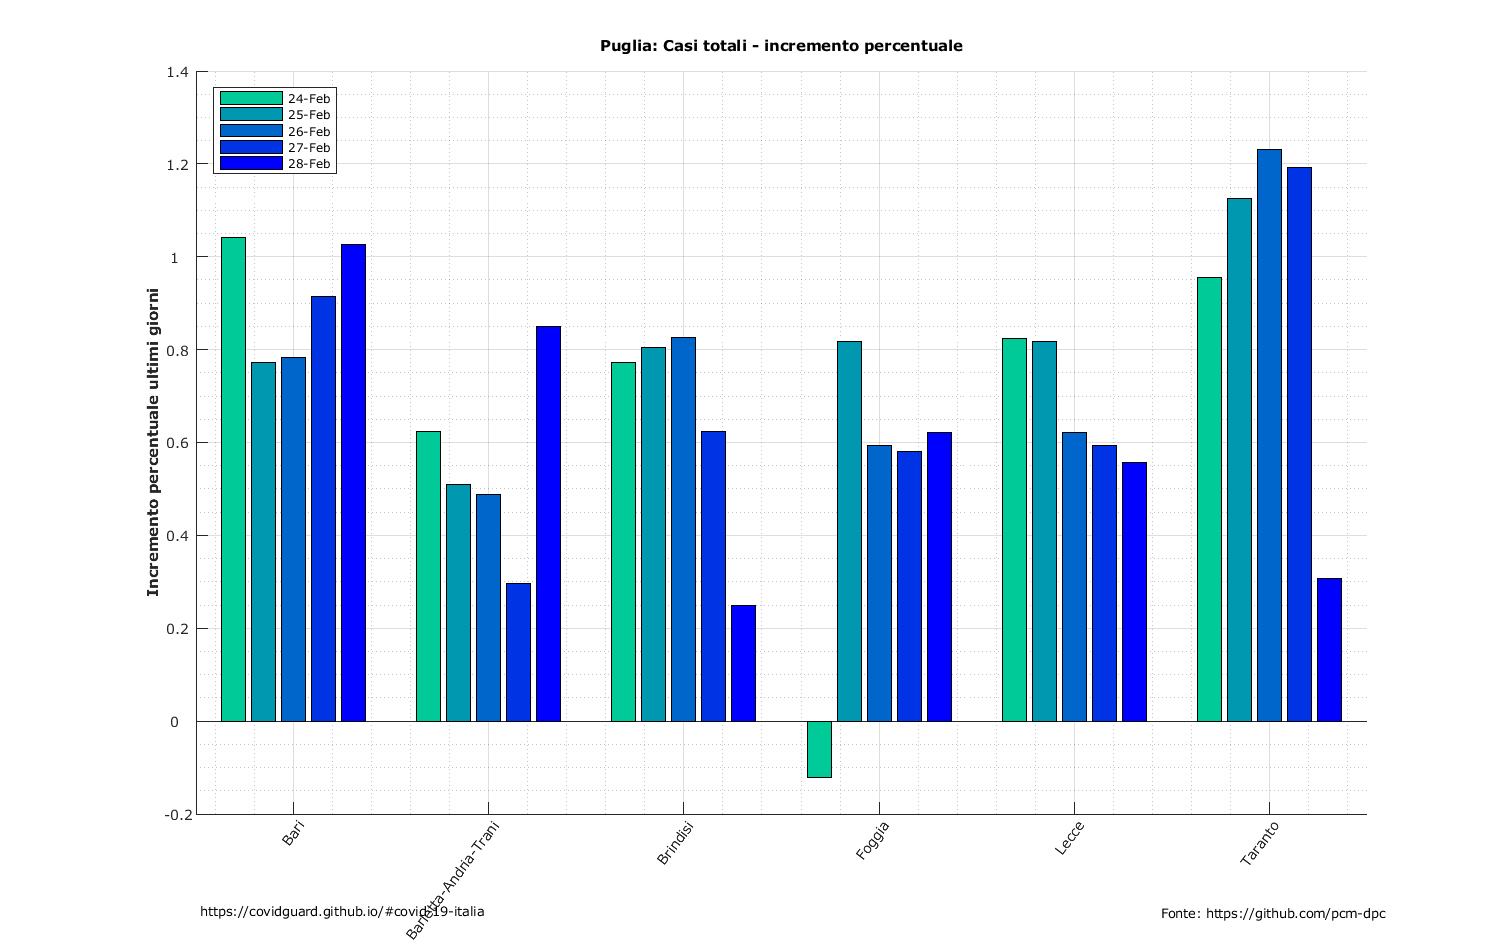 Puglia: Casi totali - incremento percentuale
Incremento percentuale ultimi giorni
1.4
1.2
1
0.8
0.6
0.4
0.2
0
-0.2
24-Feb
25-Feb
26-Feb
27-Feb
28-Feb
Bari
Barletta-Andria-Trani
Brindisi
Foggia
Lecce
Taranto
https://covidguard.github.io/#covid-19-italia
Fonte: https://github.com/pcm-dpc